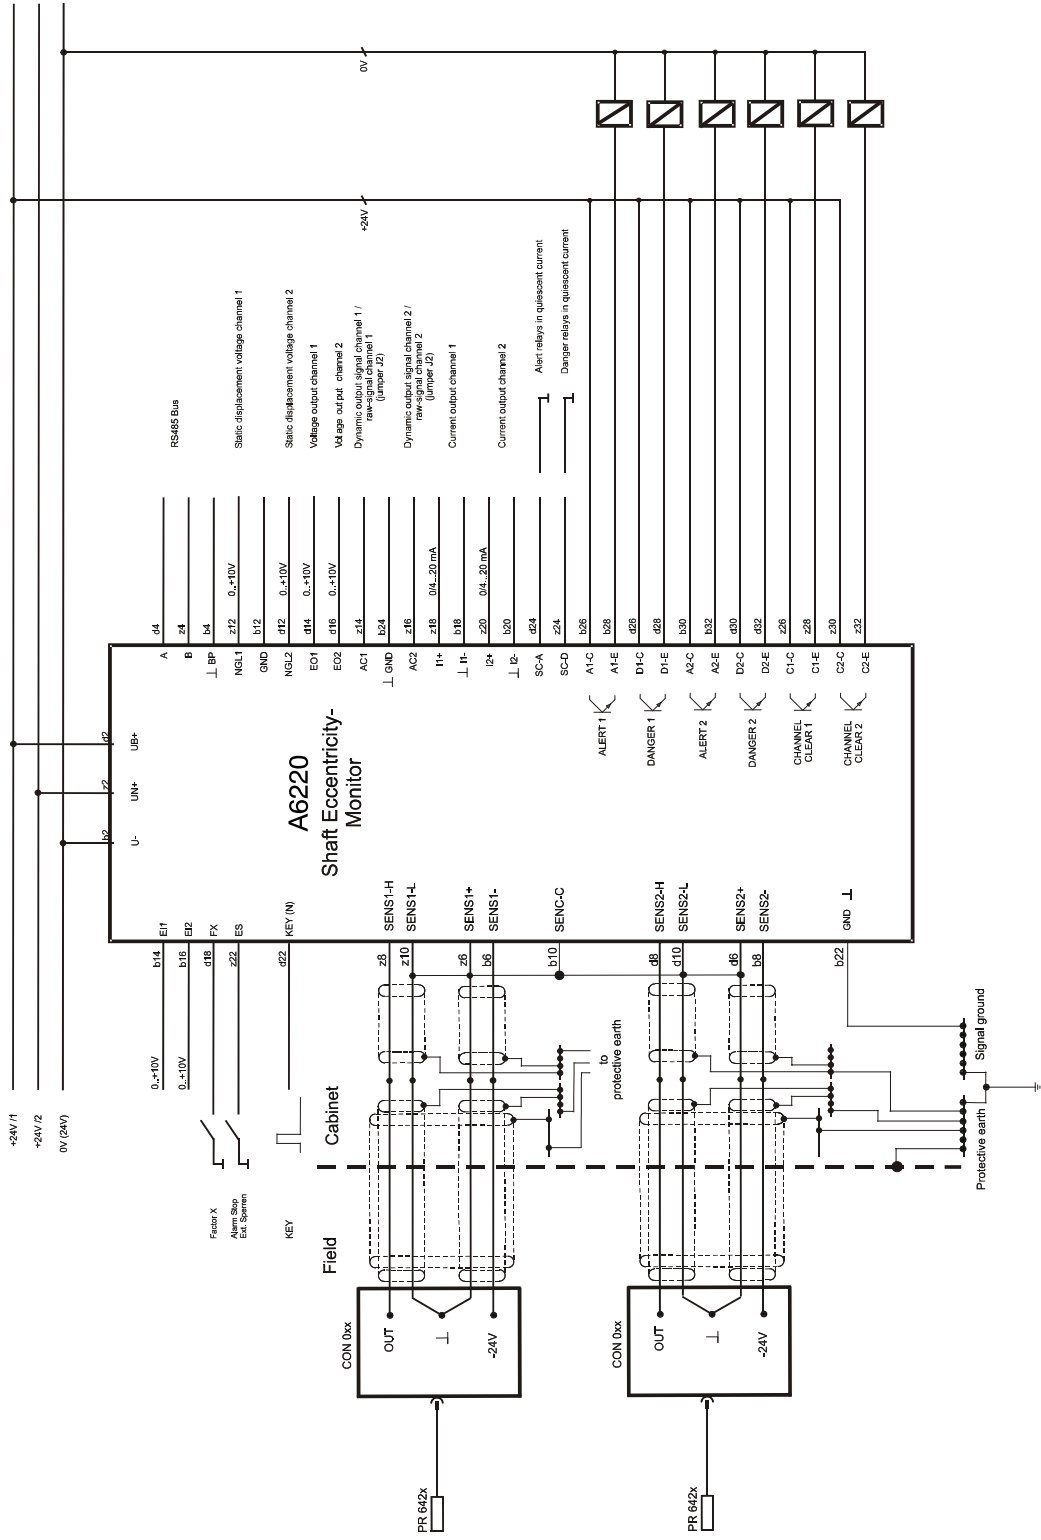 +24V /1
+24V /2
0V (24V)
0V
+24V
RS485 Bus
Static displacement voltage channel 1
Static displacement voltage channel 2
Voltage output channel 1
Voltage output channel 2
Dynamic output signal channel 1 /
raw-signal channel 1
(jumper J2)
Dynamic output signal channel 2 /
raw-signal channel 2
(jumper J2)
Current output channel 1
Current output channel 2
Alert relays in quiescent current
Danger relays in quiescent current
0..+10V
0..+10V
0..+10V
0..+10V
0/4...20 mA
0/4...20 mA
d4
z4
b4
z12
b12
d12
d14
d16
z14
b24
z16
z18
b18
z20
b20
d24
z24
b26
b28
d26
d28
b30
b32
d30
d32
z26
z28
z30
z32
A
B
BP
NGL1
GND
NGL2
EO1
EO2
AC1
GND
AC2
I1+
I1-
I2+
I2-
SC-A
SC-D
A1-C
A1-E
D1-C
D1-E
A2-C
A2-E
D2-C
D2-E
C1-C
C1-E
C2-C
C2-E
ALERT 1
DANGER 1
ALERT 2
DANGER 2
CHANNEL
CLEAR 1
CHANNEL
CLEAR 2
d2
UB+
z2
UN+
b2
U-
A6220
Shaft Eccentricity-
Monitor
EI1
EI2
FX
ES
KEY (N)
SENS1-H
SENS1-L
SENS1+
SENS1-
SENC-C
SENS2-H
SENS2-L
SENS2+
SENS2-
GND
b14
b16
d18
z22
d22
z8
z10
z6
b6
b10
d8
d10
d6
b8
b22
0..+10V
0..+10V
Cabinet
to
protective earth
Signal ground
Protective earth
Factor X
Alarm Stop
Ext. Sperren
KEY
Field
CON 0xx
OUT
-24V
CON 0xx
OUT
-24V
PR 642x
PR 642x